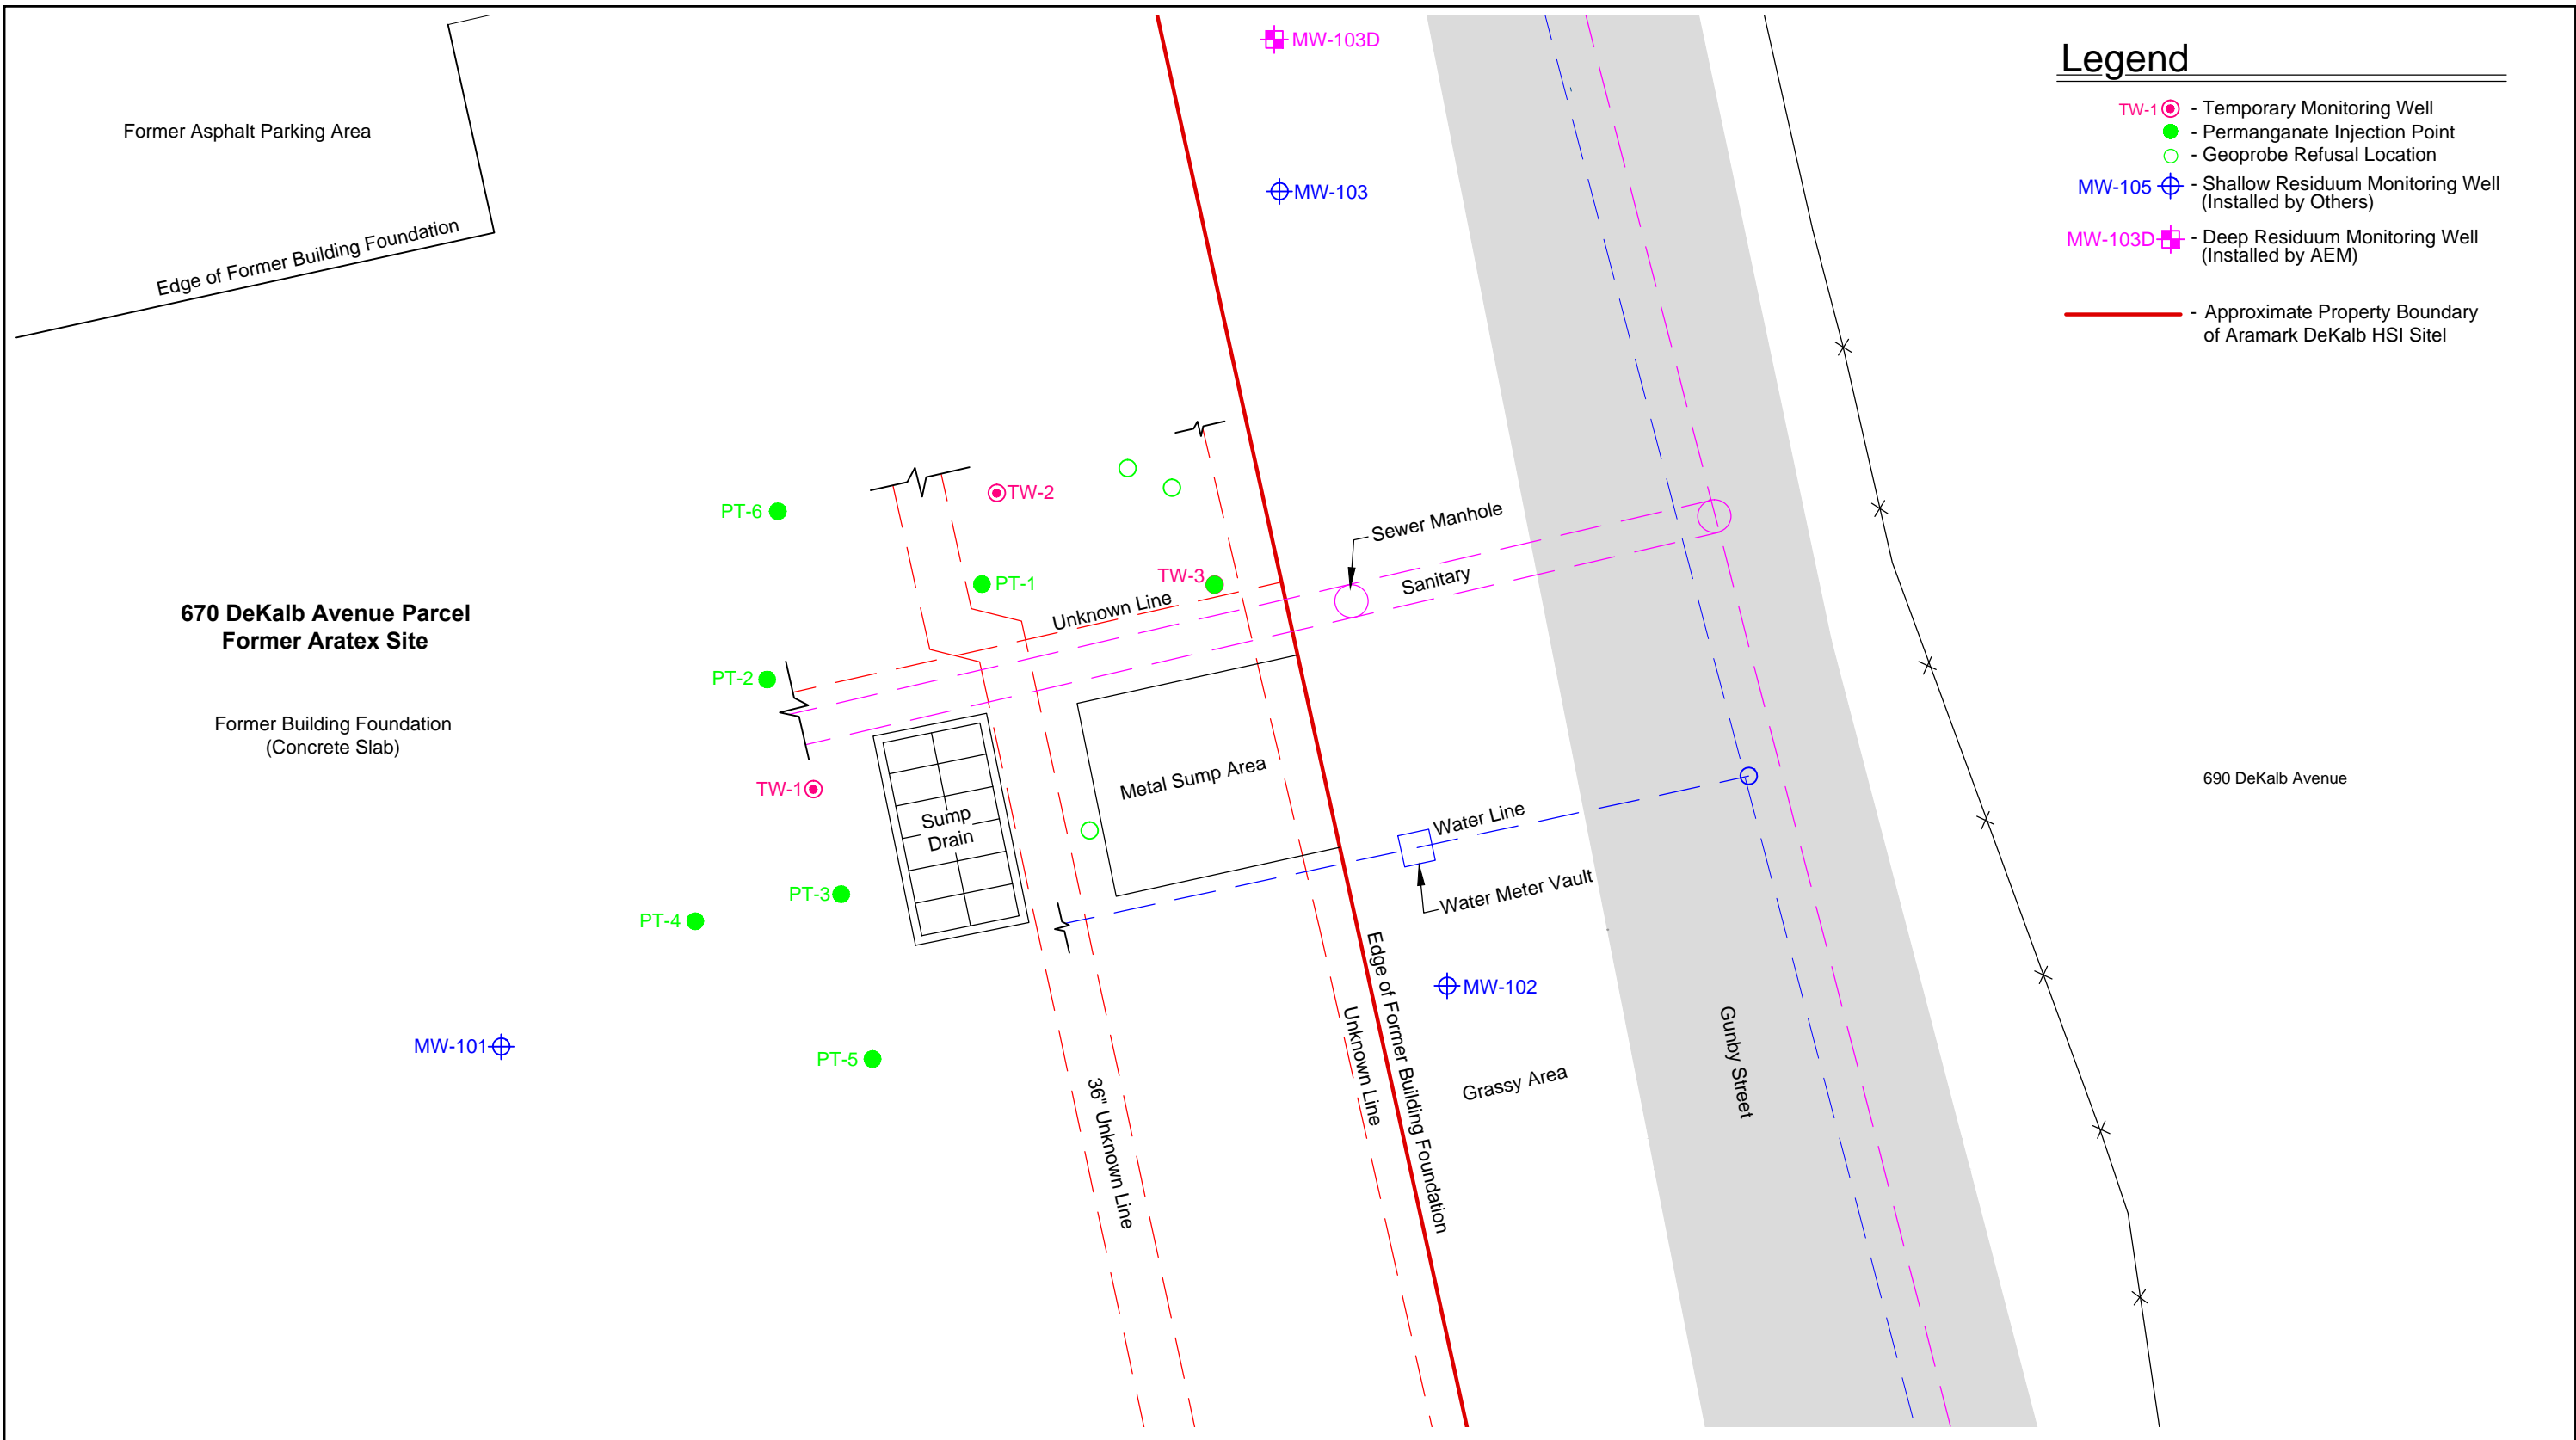 MW-103D
Legend
Former Asphalt Parking Area
TW-1 - Temporary Monitoring Well
- Permanganate Injection Point
- Geoprobe Refusal Location
MW-105 - Shallow Residuum Monitoring Well
(Installed by Others)
MW-103D - Deep Residuum Monitoring Well
(Installed by AEM)
- Approximate Property Boundary
of Aramark DeKalb HSI Sitel
MW-103
Edge of Former Building Foundation
TW-2
PT-6
Sewer Manhole
PT-1
TW-3
Sanitary
Unknown Line
670 DeKalb Avenue Parcel
Former Aratex Site
PT-2
Former Building Foundation
(Concrete Slab)
Metal Sump Area
690 DeKalb Avenue
TW-1
Sump
Drain
Water Line
Water Meter Vault
PT-3
PT-4
MW-102
MW-101
PT-5
Edge of Former Building Foundation
Unknown Line
Gunby Street
Grassy Area
36" Unknown Line